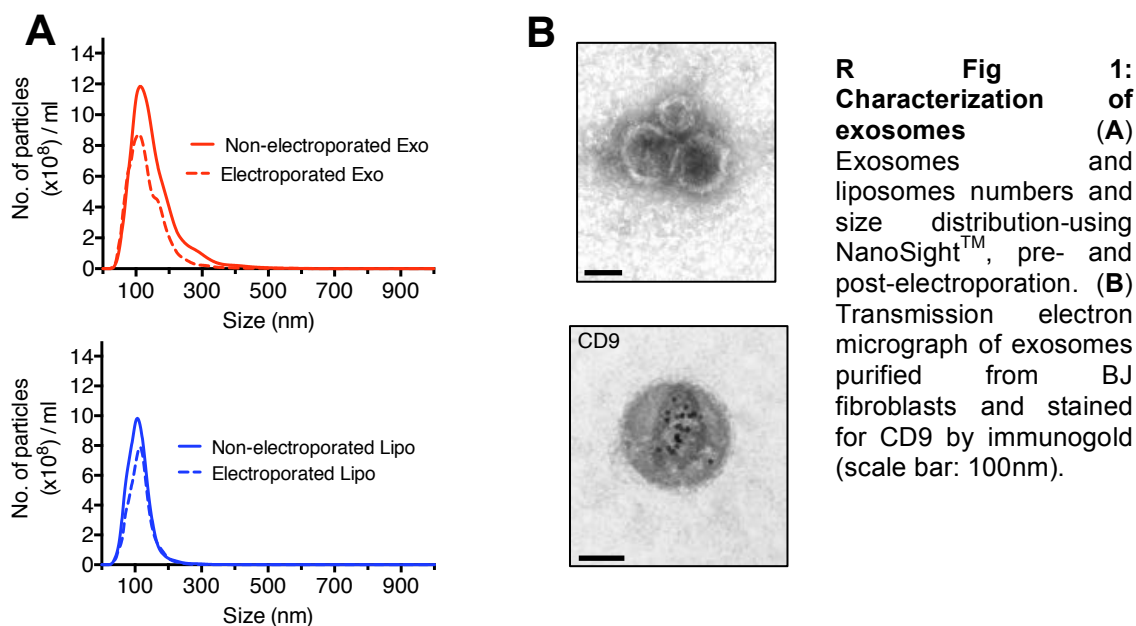 A
No. of particles
(x10⁸) / ml
14
12
10
8
6
4
2
0
Non-electroporated Exo
Electroporated Exo
100 300 500 700 900
Size (nm)
No. of particles
(x10⁸) / ml
14
12
10
8
6
4
2
0
Non-electroporated Lipo
Electroporated Lipo
100 300 500 700 900
Size (nm)
B
CD9
R Fig 1:
Characterization of
exosomes (A)
Exosomes and
liposomes numbers and
size distribution-using
NanoSight™, pre- and
post-electroporation. (B)
Transmission electron
micrograph of exosomes
purified from BJ
fibroblasts and stained
for CD9 by immunogold
(scale bar: 100nm).